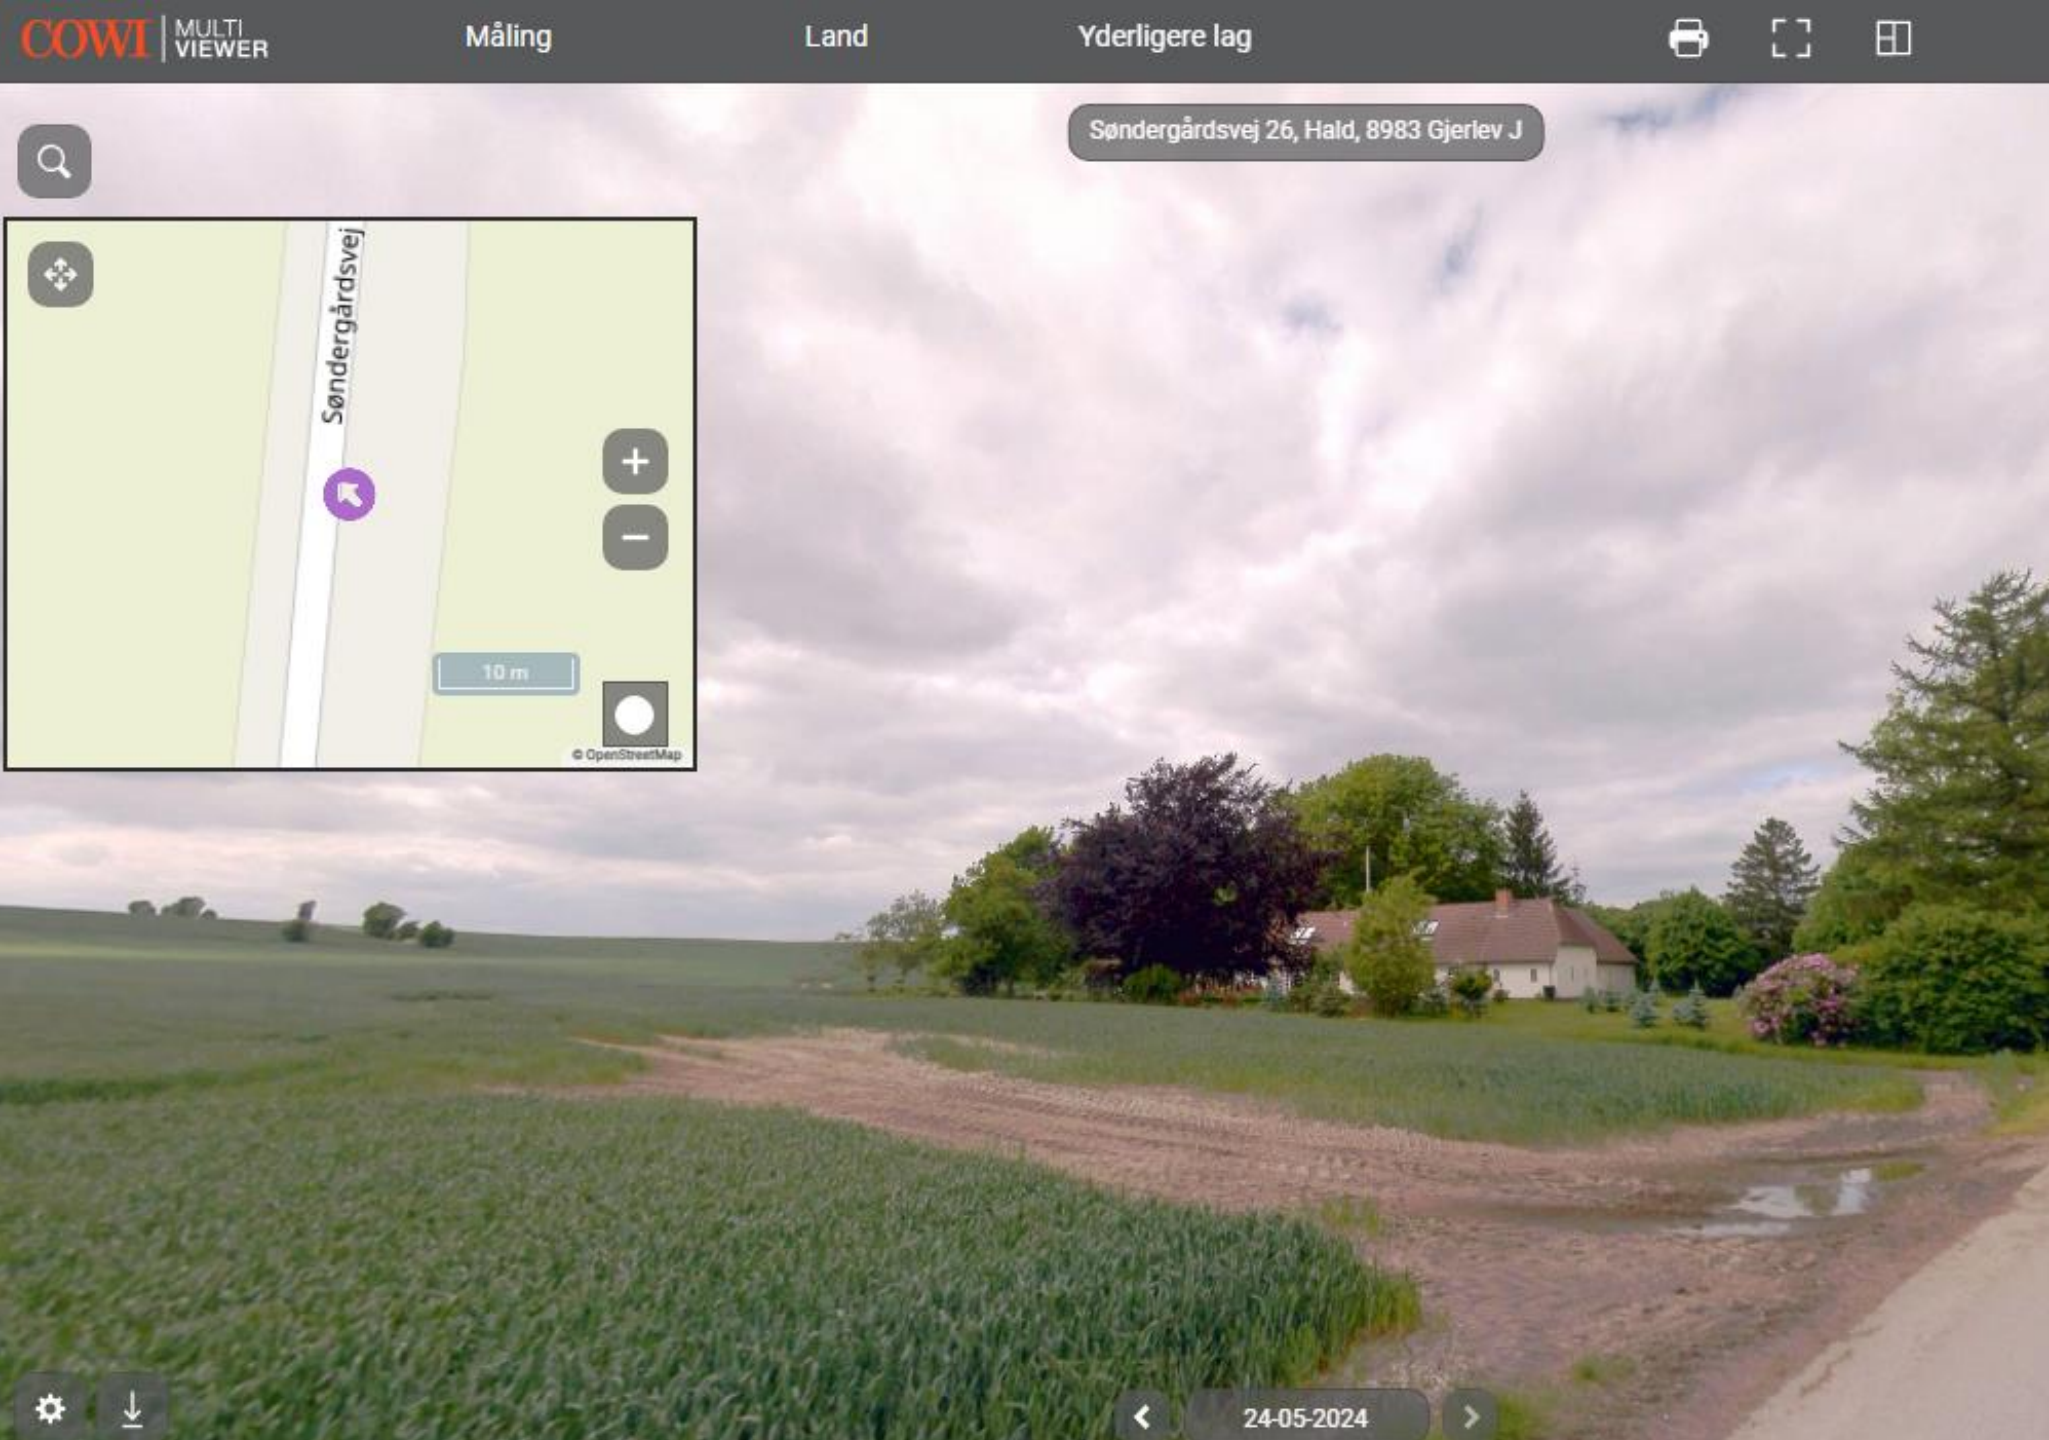 COWI MULTI VIEWER
Måling
Land
Yderligere lag
Søndergårdsvej 26, Hald, 8983 Gjerlev J
Søndergårdsvej
10 m
© OpenStreetMap
24-05-2024